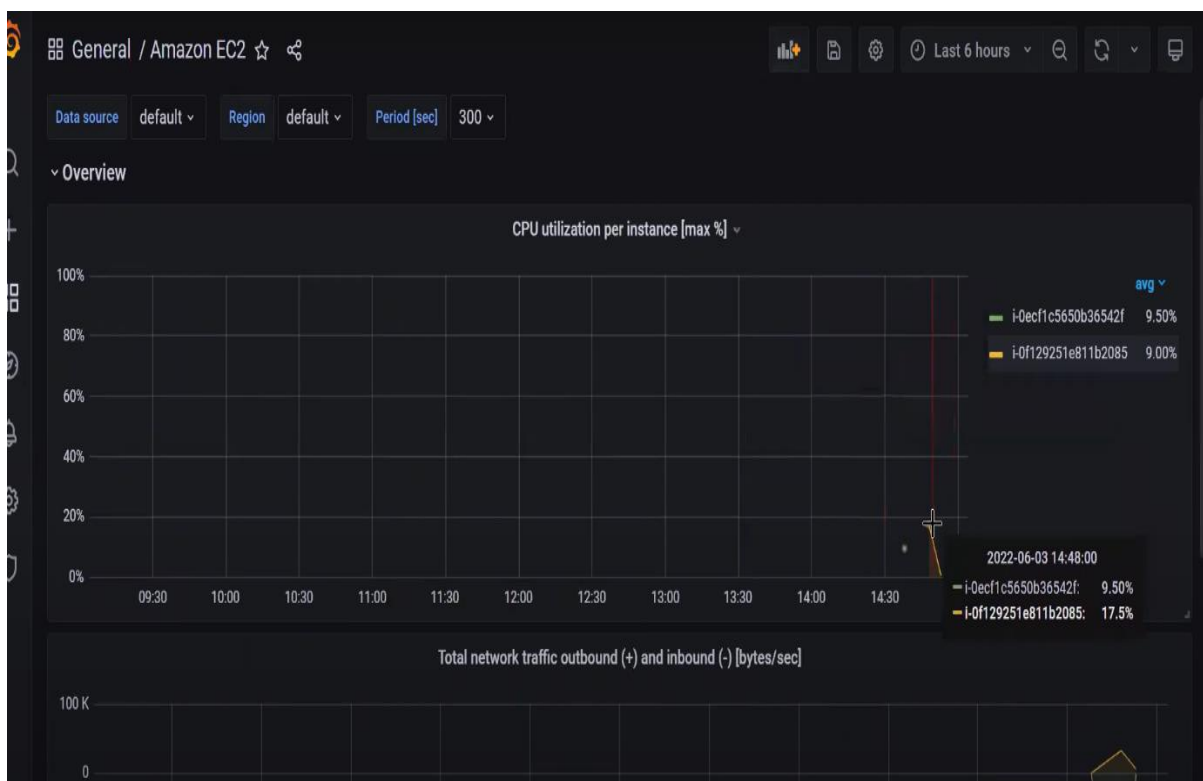 General / Amazon EC2
Last 6 hours
Data source default Region default Period [sec] 300
Overview
CPU utilization per instance [max %]
100%
80%
60%
40%
20%
0%
09:30 10:00 10:30 11:00 11:30 12:00 12:30 13:00 13:30 14:00 14:30
avg
i-0ecf1c5650b36542f 9.50%
i-0f129251e811b2085 9.00%
2022-06-03 14:48:00
i-0ecf1c5650b36542f: 9.50%
i-0f129251e811b2085: 17.5%
Total network traffic outbound (+) and inbound (-) [bytes/sec]
100 K
0